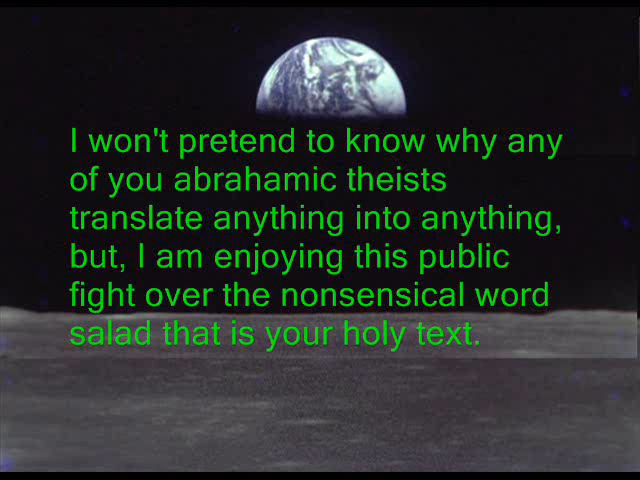 I won't pretend to know why any
of you abrahamic theists
translate anything into anything,
but, I am enjoying this public
fight over the nonsensical word
salad that is your holy text.